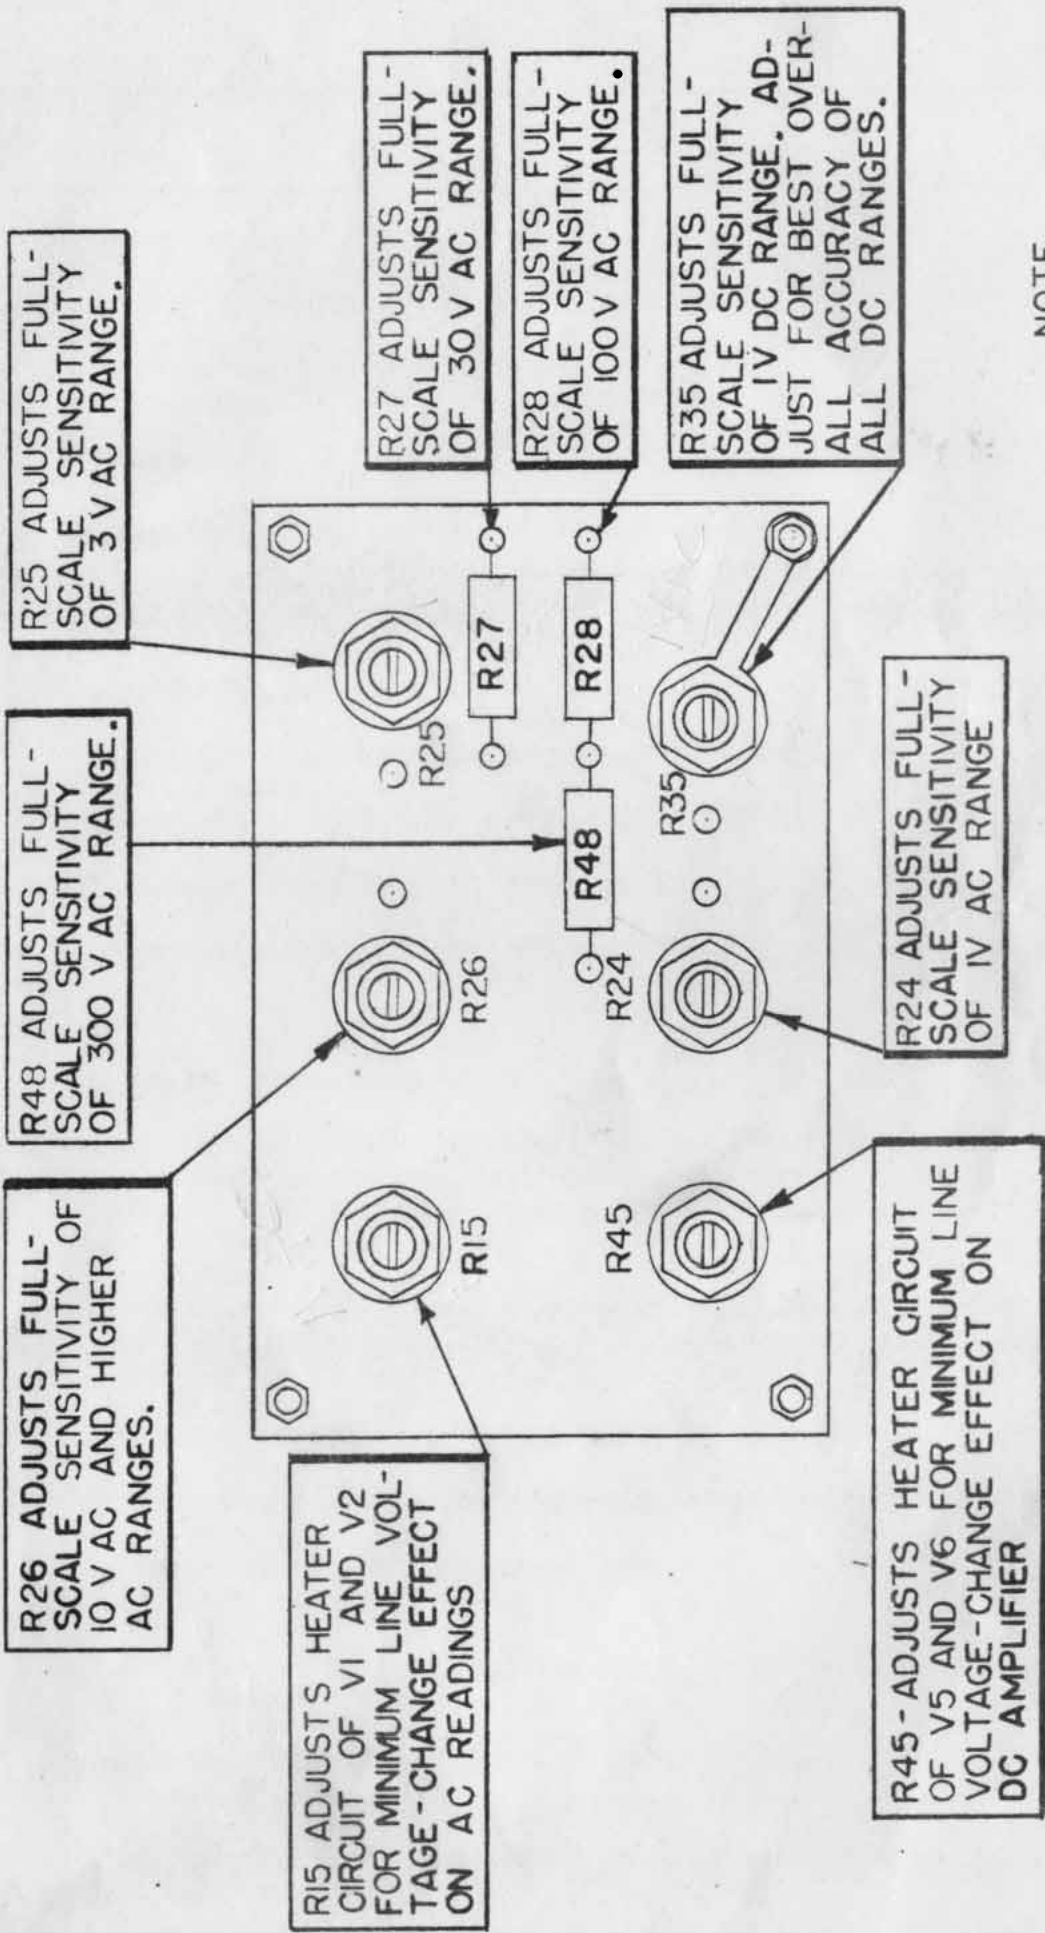 R26 ADJUSTS FULL-
SCALE SENSITIVITY OF
10 V AC AND HIGHER
AC RANGES.
R48 ADJUSTS FULL-
SCALE SENSITIVITY
OF 300 V AC RANGE.
R25 ADJUSTS FULL-
SCALE SENSITIVITY
OF 3 V AC RANGE.
R15 ADJUSTS HEATER
CIRCUIT OF V1 AND V2
FOR MINIMUM LINE VOL-
TAGE-CHANGE EFFECT
ON AC READINGS
R27 ADJUSTS FULL-
SCALE SENSITIVITY
OF 30 V AC RANGE.
R28 ADJUSTS FULL-
SCALE SENSITIVITY
OF 100 V AC RANGE.
R35 ADJUSTS FULL-
SCALE SENSITIVITY
OF 1V DC RANGE. AD-
JUST FOR BEST OVER-
ALL ACCURACY OF
ALL DC RANGES.
R15
R26
R25
R27
R48
R28
R45
R24
R35
R45-ADJUSTS HEATER CIRCUIT
OF V5 AND V6 FOR MINIMUM LINE
VOLTAGE-CHANGE EFFECT ON
DC AMPLIFIER
R24 ADJUSTS FULL-
SCALE SENSITIVITY
OF 1V AC RANGE
NOTE